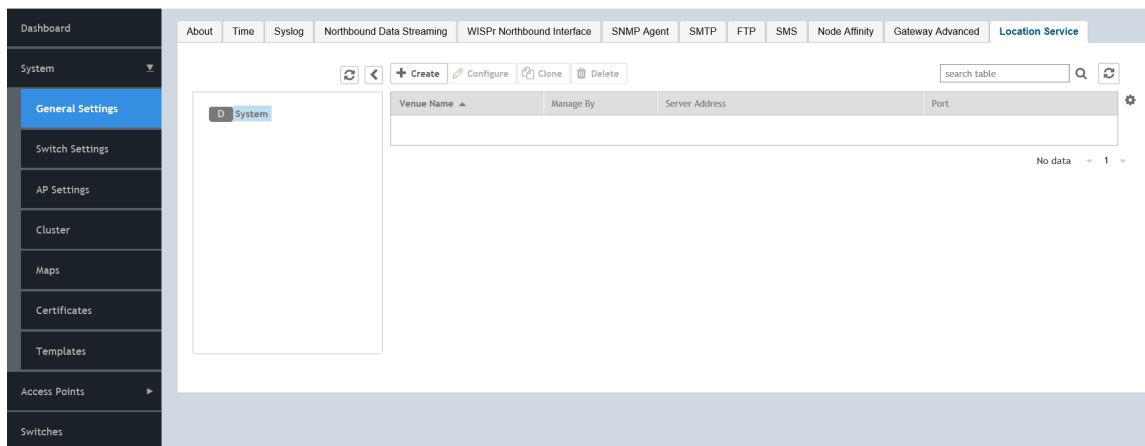 Dashboard
System
General Settings
Switch Settings
AP Settings
Cluster
Maps
Certificates
Templates
Access Points
Switches
About Time Syslog Northbound Data Streaming WISPr Northbound Interface SNMP Agent SMTP FTP SMS Node Affinity Gateway Advanced Location Service
+ Create Configure Clone Delete search table
D System
Venue Name Manage By Server Address Port
No data « 1 »